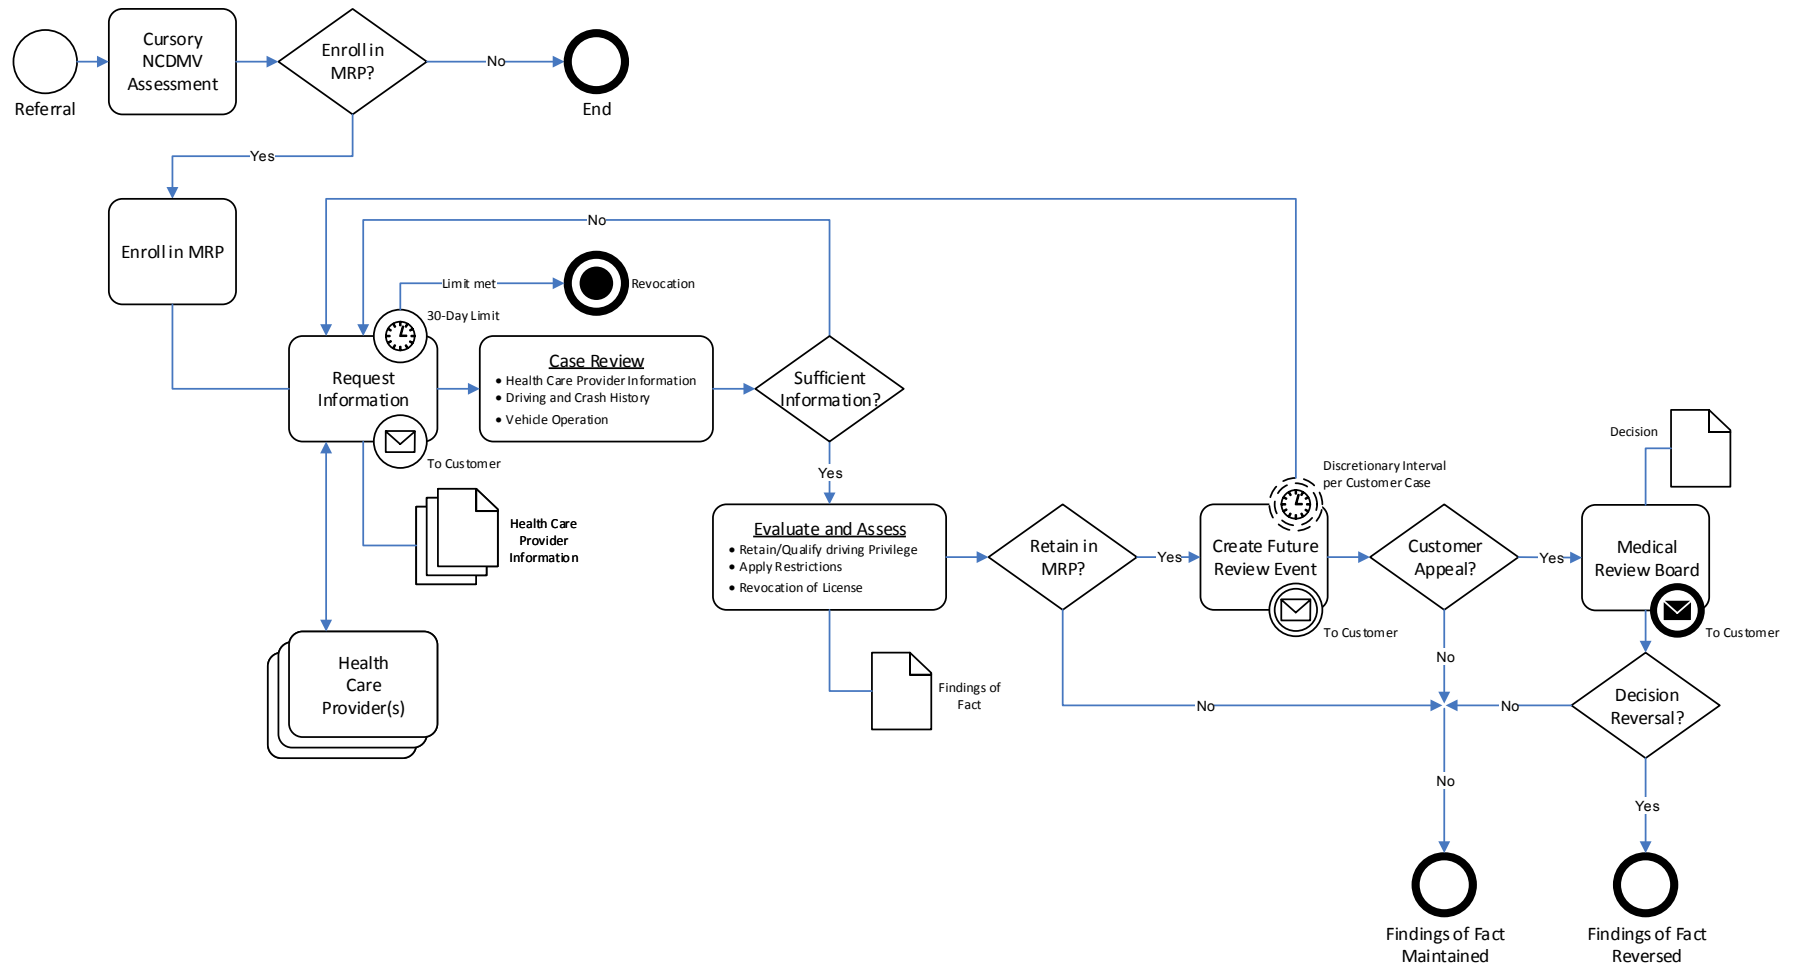 Cursory
NCDMV
Assessment
Enroll in
MRP?
No
Referral
End
Yes
Enroll in MRP
No
Limit met
Revocation
30-Day Limit
Request
Information
To Customer
Case Review
• Health Care Provider Information
• Driving and Crash History
• Vehicle Operation
Sufficient
Information?
Yes
Health Care
Provider
Information
Health
Care
Provider(s)
Evaluate and Assess
• Retain/Qualify driving Privilege
• Apply Restrictions
• Revocation of License
Findings of
Fact
Retain in
MRP?
Yes
No
Discretionary Interval
per Customer Case
Create Future
Review Event
To Customer
Customer
Appeal?
Yes
No
Decision
Medical
Review Board
To Customer
Decision
Reversal?
No
No
Yes
Findings of Fact
Maintained
Findings of Fact
Reversed